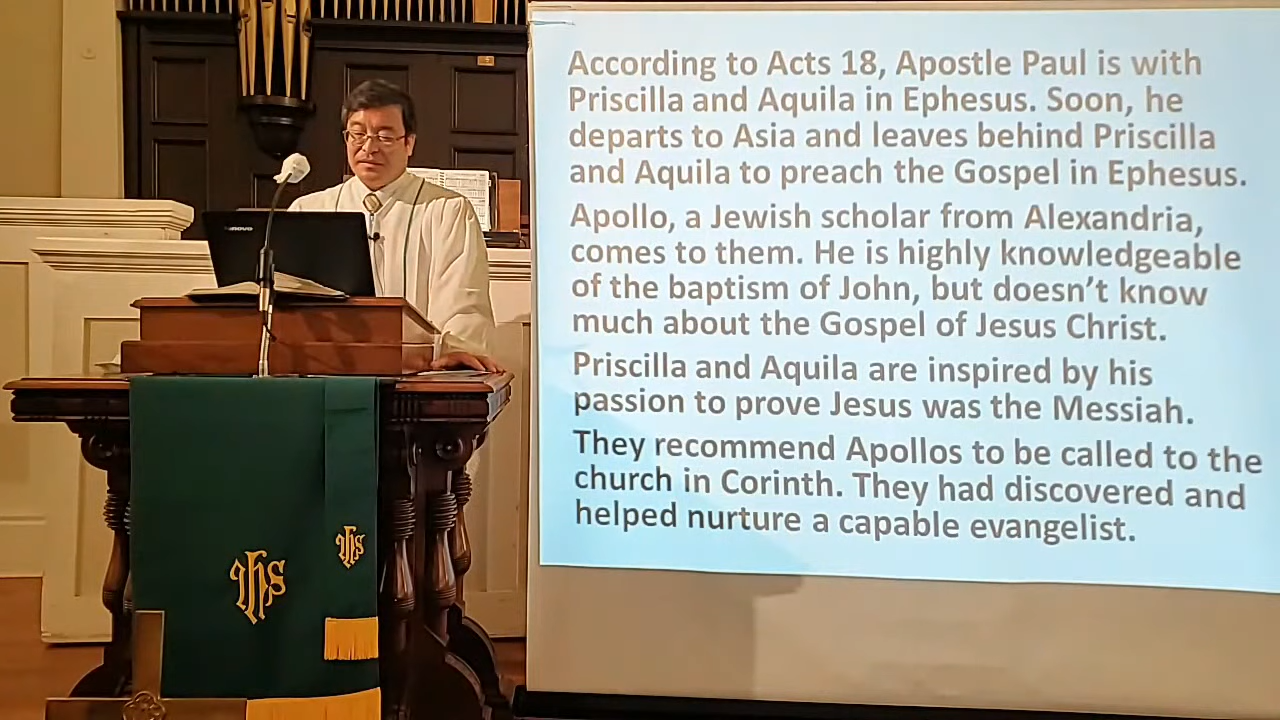 According to Acts 18, Apostle Paul is with
Priscilla and Aquila in Ephesus. Soon, he
departs to Asia and leaves behind Priscilla
and Aquila to preach the Gospel in Ephesus.
Apollo, a Jewish scholar from Alexandria,
comes to them. He is highly knowledgeable
of the baptism of John, but doesn’t know
much about the Gospel of Jesus Christ.
Priscilla and Aquila are inspired by his
passion to prove Jesus was the Messiah.
They recommend Apollos to be called to the
church in Corinth. They had discovered and
helped nurture a capable evangelist.
lenovo
ihs
ihs